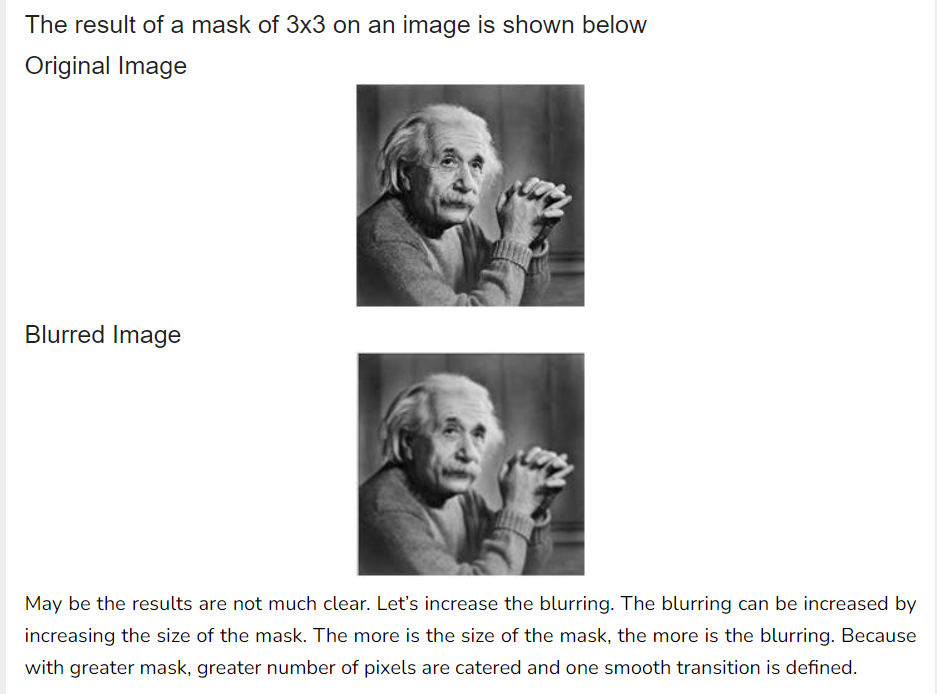 The result of a mask of 3x3 on an image is shown below
Original Image
Blurred Image
May be the results are not much clear. Let’s increase the blurring. The blurring can be increased by
increasing the size of the mask. The more is the size of the mask, the more is the blurring. Because
with greater mask, greater number of pixels are catered and one smooth transition is defined.